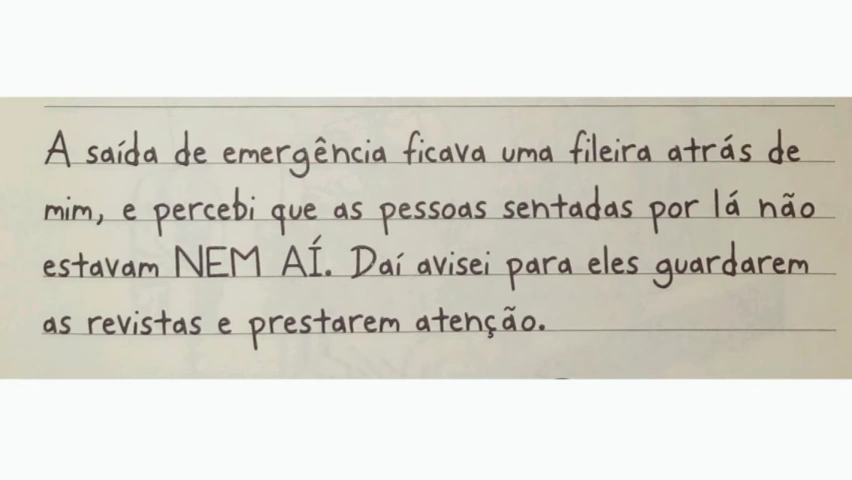 A saída de emergência ficava uma fileira atrás de
mim, e percebi que as pessoas sentadas por lá não
estavam NEM AÍ. Daí avisei para eles guardarem
as revistas e prestarem atenção.